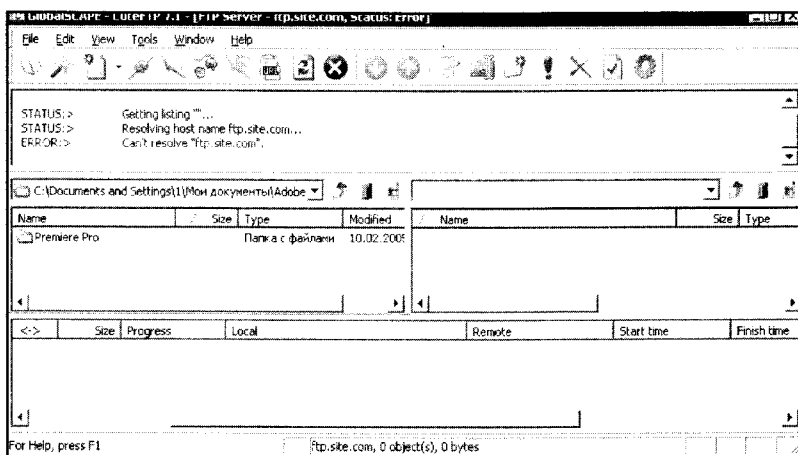 GlobalSCAPE - CuteFTP 7.1 - [FTP Server - ftp.site.com, Status: Error]
File Edit View Tools Window Help
URL
STATUS:> Getting listing ""...
STATUS:> Resolving host name ftp.site.com...
ERROR:> Can't resolve "ftp.site.com".
C:\Documents and Settings\1\Мои документы\Adobe
Name Size Type Modified Name Size Type
Premiere Pro Папка с файлами 10.02.2005
<-> Size Progress Local Remote Start time Finish time
For Help, press F1 ftp.site.com, 0 object(s), 0 bytes